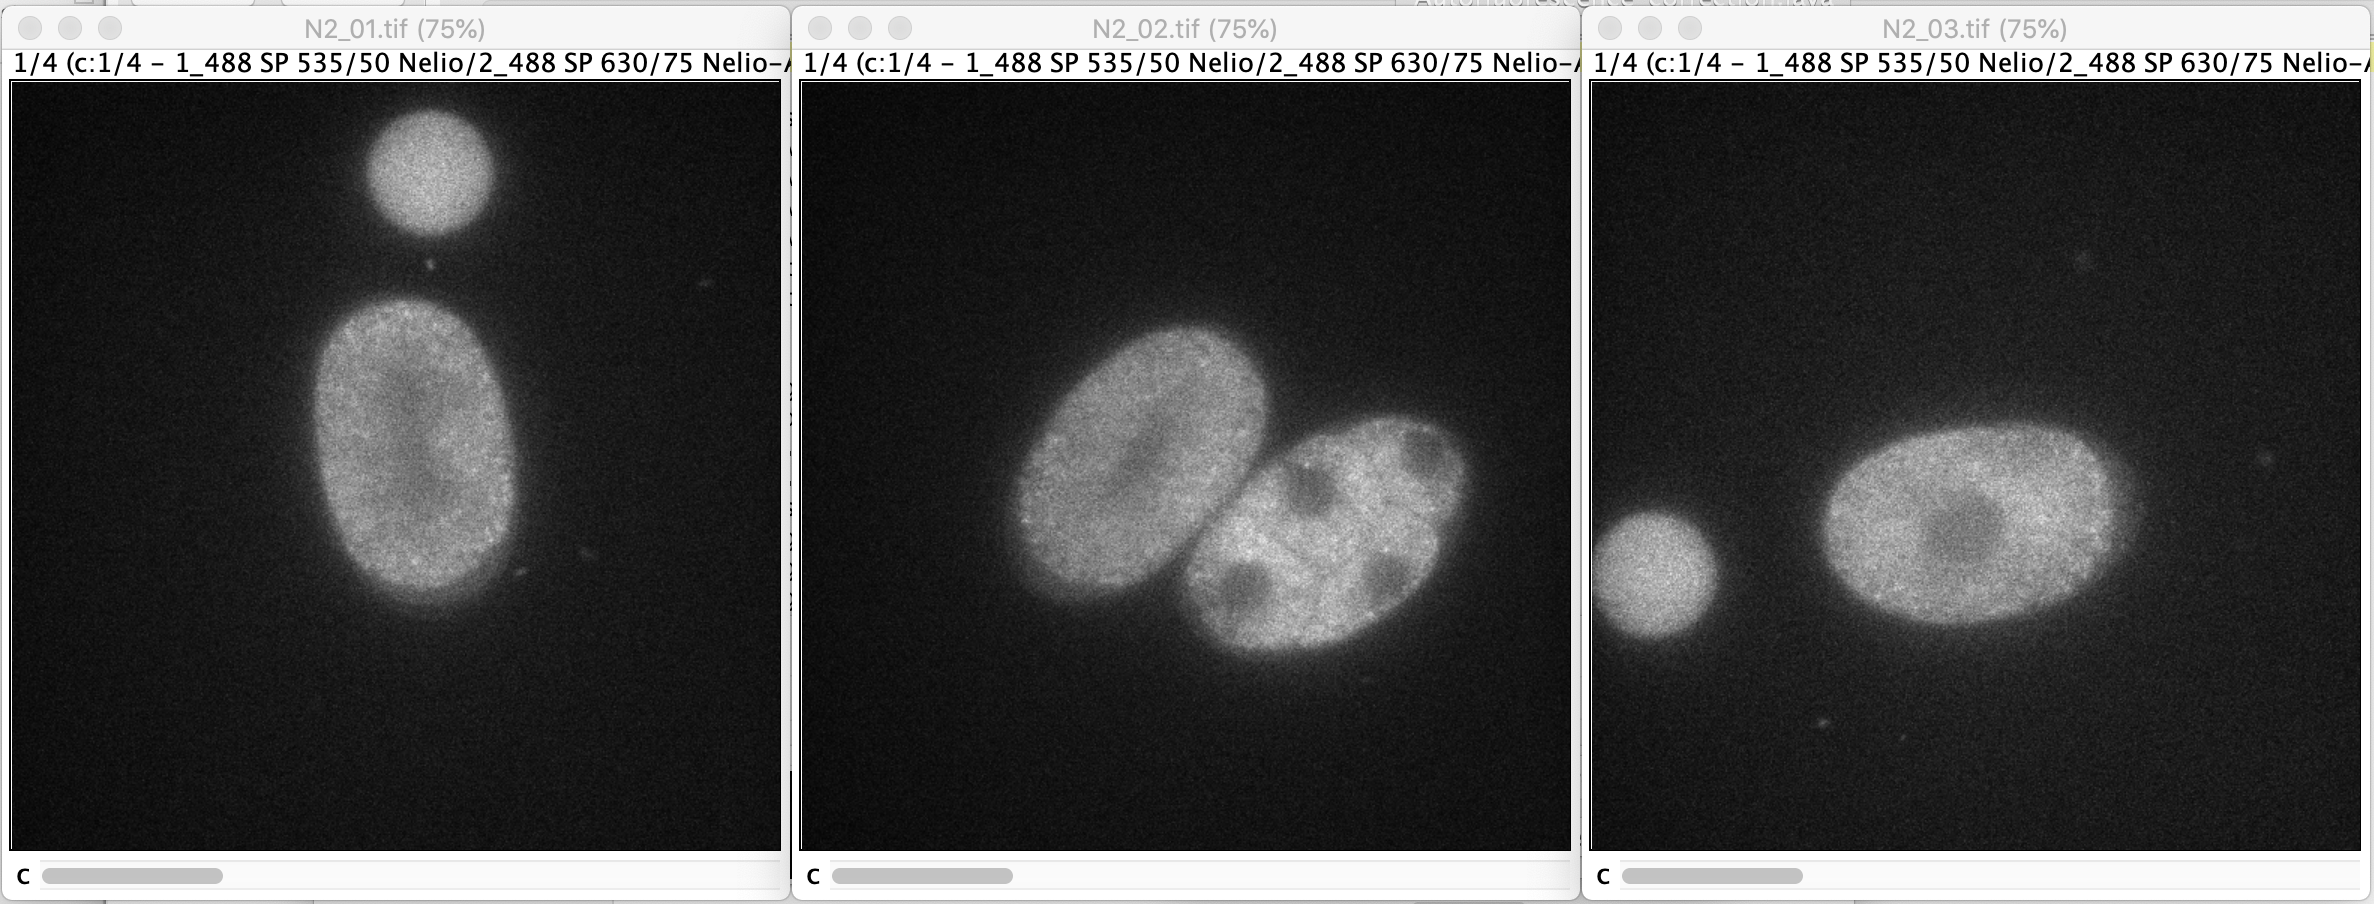 N2_01.tif (75%)
1/4 (c:1/4 - 1_488 SP 535/50 Nelio/2_488 SP 630/75 Nelio-
C
N2_02.tif (75%)
1/4 (c:1/4 - 1_488 SP 535/50 Nelio/2_488 SP 630/75 Nelio-
C
N2_03.tif (75%)
1/4 (c:1/4 - 1_488 SP 535/50 Nelio/2_488 SP 630/75 Nelio-
C